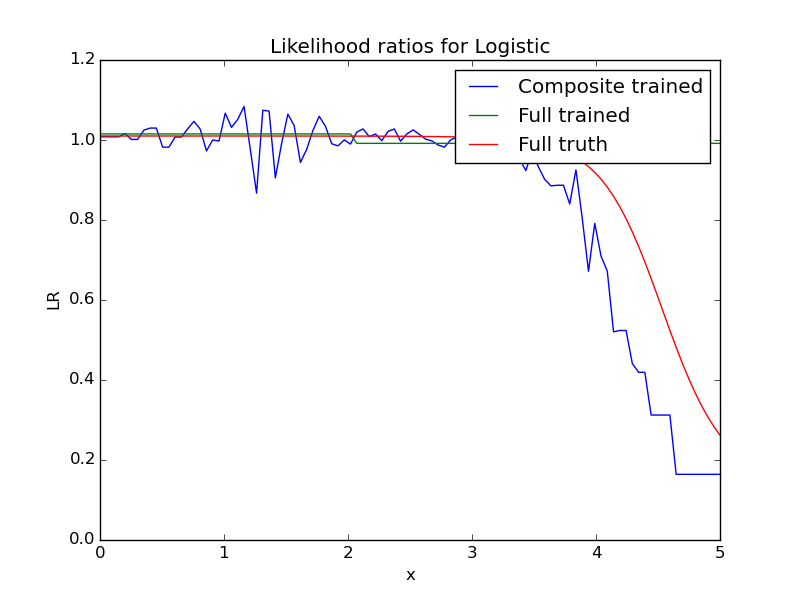 Likelihood ratios for Logistic
1.2
1.0
0.8
0.6
0.4
0.2
0.0
LR
Composite trained
Full trained
Full truth
0 1 2 3 4 5
x